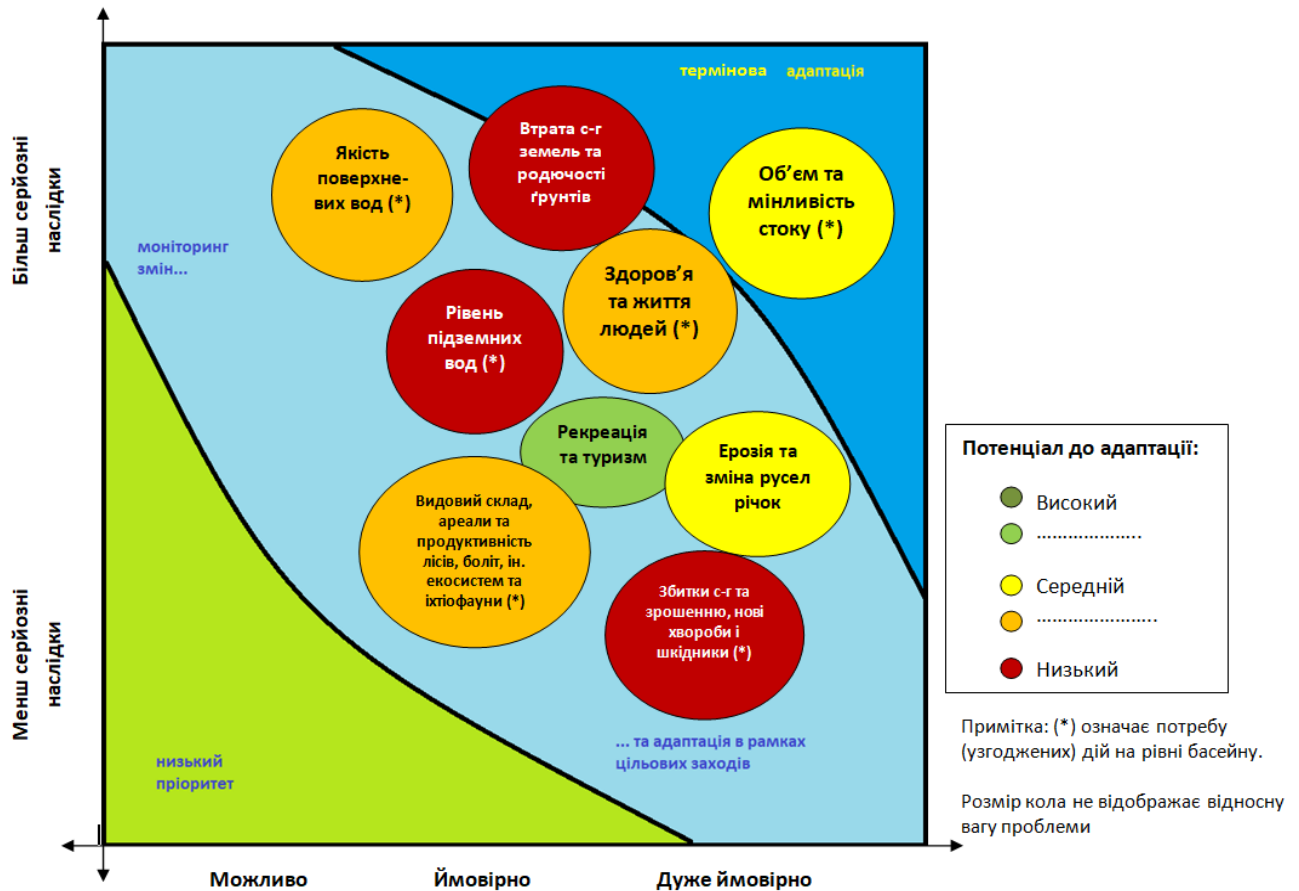 Більш серйозні
наслідки
Менш серйозні
наслідки
термінова адаптація
Якість
поверхне-
вих вод (*)
Втрата с-г
земель та
родючості
ґрунтів
Об’єм та
мінливість
стоку (*)
моніторинг
змін...
Здоров’я
та життя
людей (*)
Рівень
підземних
вод (*)
Рекреація
та туризм
Ерозія та
зміна русел
річок
Видовий склад,
ареали та
продуктивність
лісів, боліт, ін.
екосистем та
іхтіофауни (*)
Збитки с-г та
зрошенню, нові
хвороби і
шкідники (*)
... та адаптація в рамках
цільових заходів
низький
пріоритет
Можливо Ймовірно Дуже ймовірно
Потенціал до адаптації:
Високий
....................
Середній
.......................
Низький
Примітка: (*) означає потребу
(узгоджених) дій на рівні басейну.
Розмір кола не відображає відносну
вагу проблеми